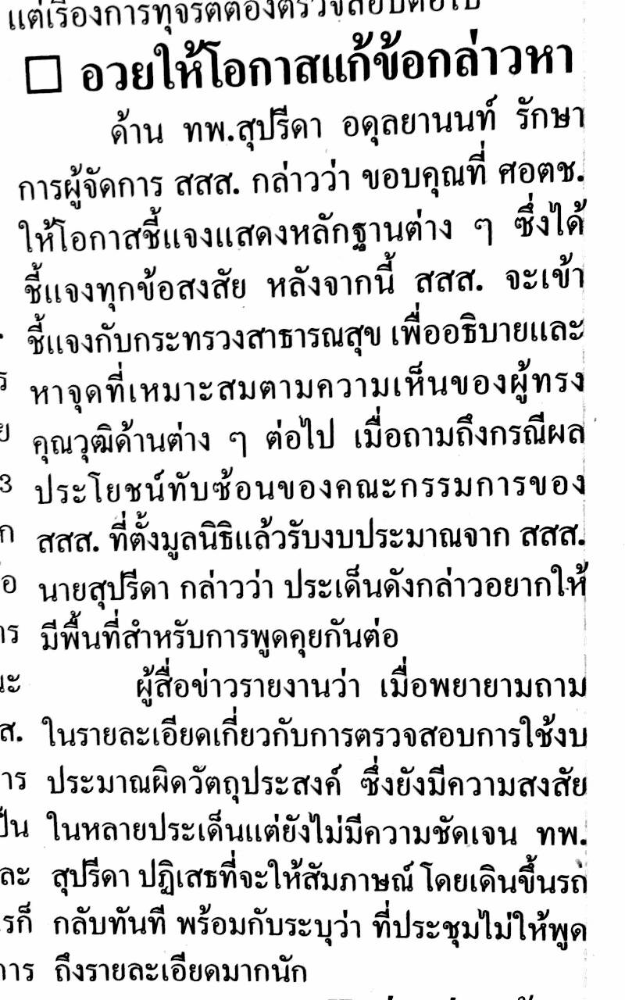 แต่เรื่องการทุจริตต้องตรวจสอบต่อไป
□ อวยให้โอกาสแก้ข้อกล่าวหา
ด้าน ทพ.สุปรีดา อดุลยานนท์ รักษา
การผู้จัดการ สสส. กล่าวว่า ขอบคุณที่ ศอตช.
ให้โอกาสชี้แจงแสดงหลักฐานต่าง ๆ ซึ่งได้
ชี้แจงทุกข้อสงสัย หลังจากนี้ สสส. จะเข้า
ชี้แจงกับกระทรวงสาธารณสุข เพื่ออธิบายและ
หาจุดที่เหมาะสมตามความเห็นของผู้ทรง
คุณวุฒิด้านต่าง ๆ ต่อไป เมื่อถามถึงกรณีผล
ประโยชน์ทับซ้อนของคณะกรรมการของ
สสส. ที่ตั้งมูลนิธิแล้วรับงบประมาณจาก สสส.
นายสุปรีดา กล่าวว่า ประเด็นดังกล่าวอยากให้
มีพื้นที่สำหรับการพูดคุยกันต่อ
ผู้สื่อข่าวรายงานว่า เมื่อพยายามถาม
ในรายละเอียดเกี่ยวกับการตรวจสอบการใช้งบ
ประมาณผิดวัตถุประสงค์ ซึ่งยังมีความสงสัย
ในหลายประเด็นแต่ยังไม่มีความชัดเจน ทพ.
สุปรีดา ปฏิเสธที่จะให้สัมภาษณ์ โดยเดินขึ้นรถ
กลับทันที พร้อมกับระบุว่า ที่ประชุมไม่ให้พูด
ถึงรายละเอียดมากนัก